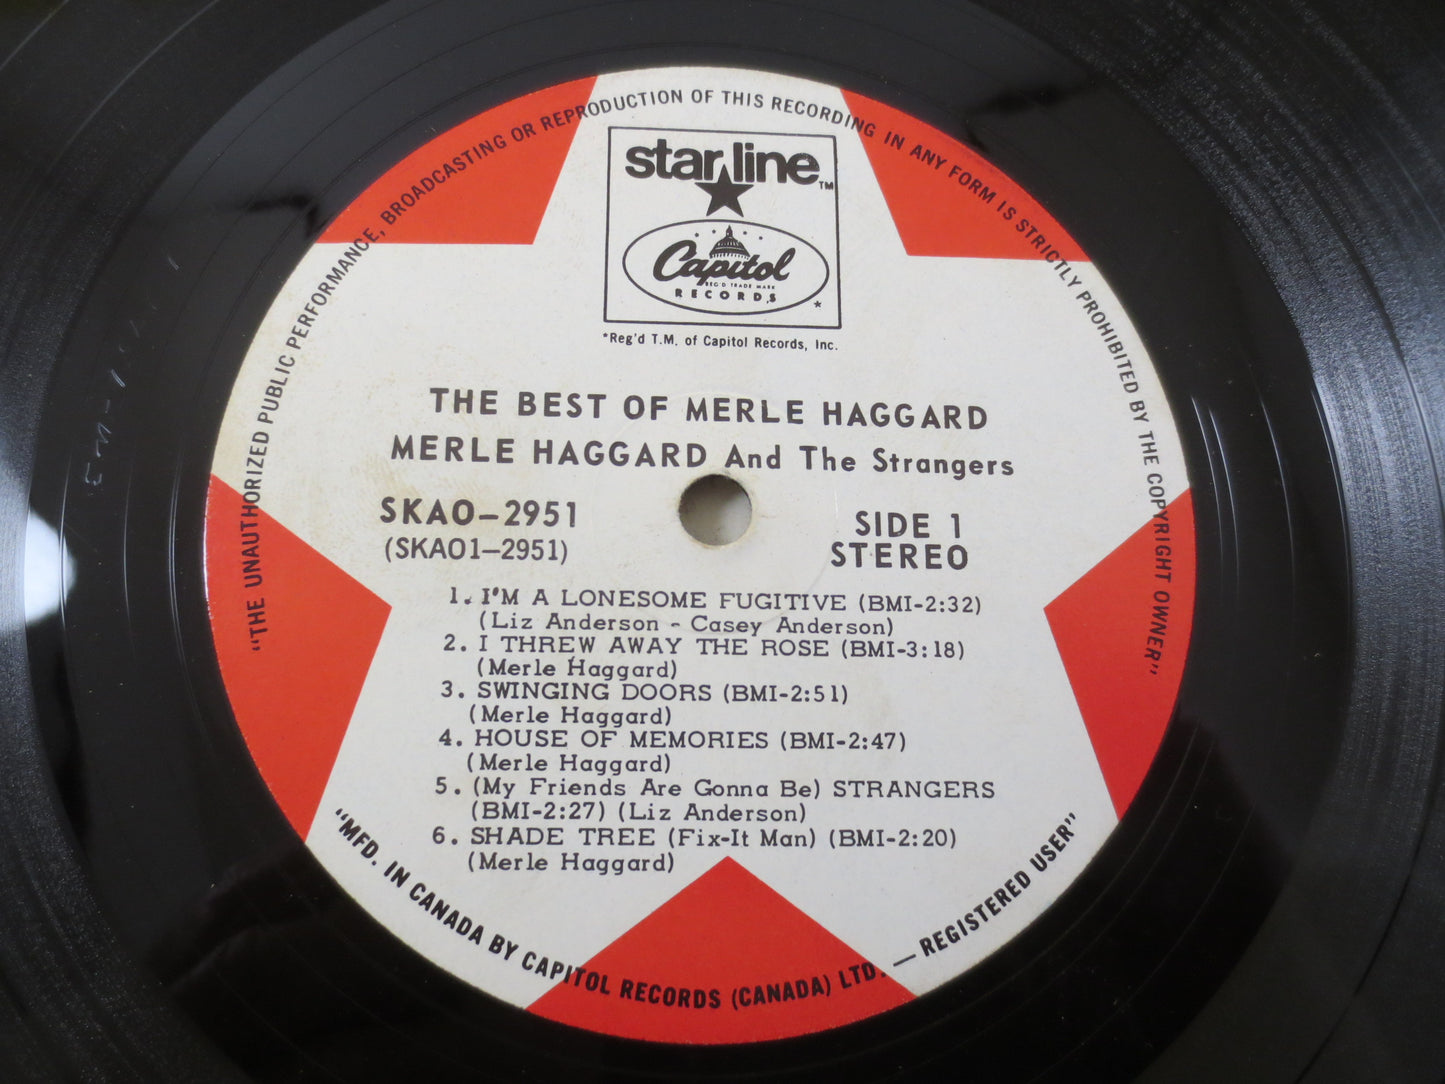 "THE UNAUTHORIZED PUBLIC PERFORMANCE, BROADCASTING OR REPRODUCTION OF THIS RECORDING IN ANY FORM IS STRICTLY PROHIBITED BY THE COPYRIGHT OWNER"
starline™
Capitol
REG'D TRADE MARK
RECORDS
*
*Reg'd T.M. of Capitol Records, Inc.
THE BEST OF MERLE HAGGARD
MERLE HAGGARD And The Strangers
SKAO-2951
SIDE 1
(SKAO1-2951)
STEREO
1. I'M A LONESOME FUGITIVE (BMI-2:32)
(Liz Anderson - Casey Anderson)
2. I THREW AWAY THE ROSE (BMI-3:18)
(Merle Haggard)
3. SWINGING DOORS (BMI-2:51)
(Merle Haggard)
4. HOUSE OF MEMORIES (BMI-2:47)
(Merle Haggard)
5. (My Friends Are Gonna Be) STRANGERS
(BMI-2:27) (Liz Anderson)
6. SHADE TREE (Fix-It Man) (BMI-2:20)
(Merle Haggard)
"MFD. IN CANADA BY CAPITOL RECORDS (CANADA) LTD. — REGISTERED USER"